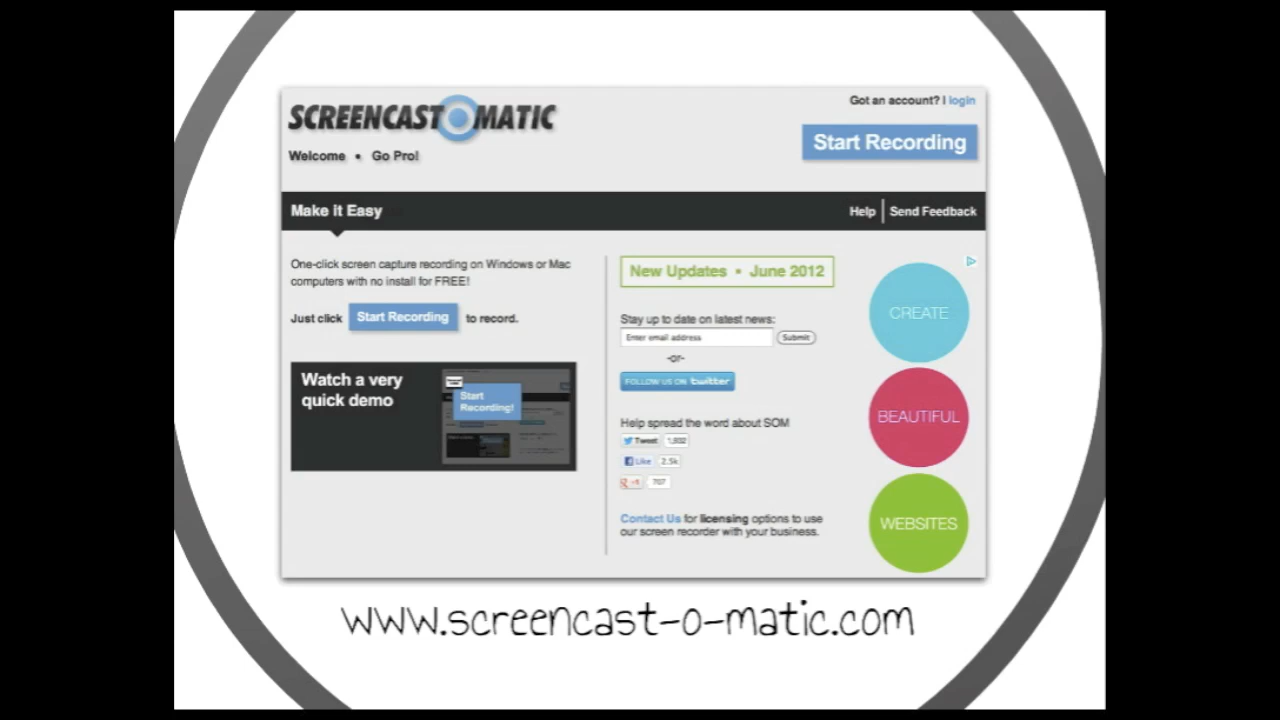 SCREENCAST O MATIC
Got an account? | login
Start Recording
Welcome • Go Pro!
Make it Easy
Help | Send Feedback
One-click screen capture recording on Windows or Mac
computers with no install for FREE!
Just click Start Recording to record.
Watch a very
quick demo
Start
Recording!
New Updates • June 2012
Stay up to date on latest news:
Enter email address Submit
-or-
FOLLOW US ON twitter
Help spread the word about SOM
Tweet 1,932
Like 2.5k
+1 707
Contact Us for licensing options to use
our screen recorder with your business.
CREATE
BEAUTIFUL
WEBSITES
www.screencast-o-matic.com